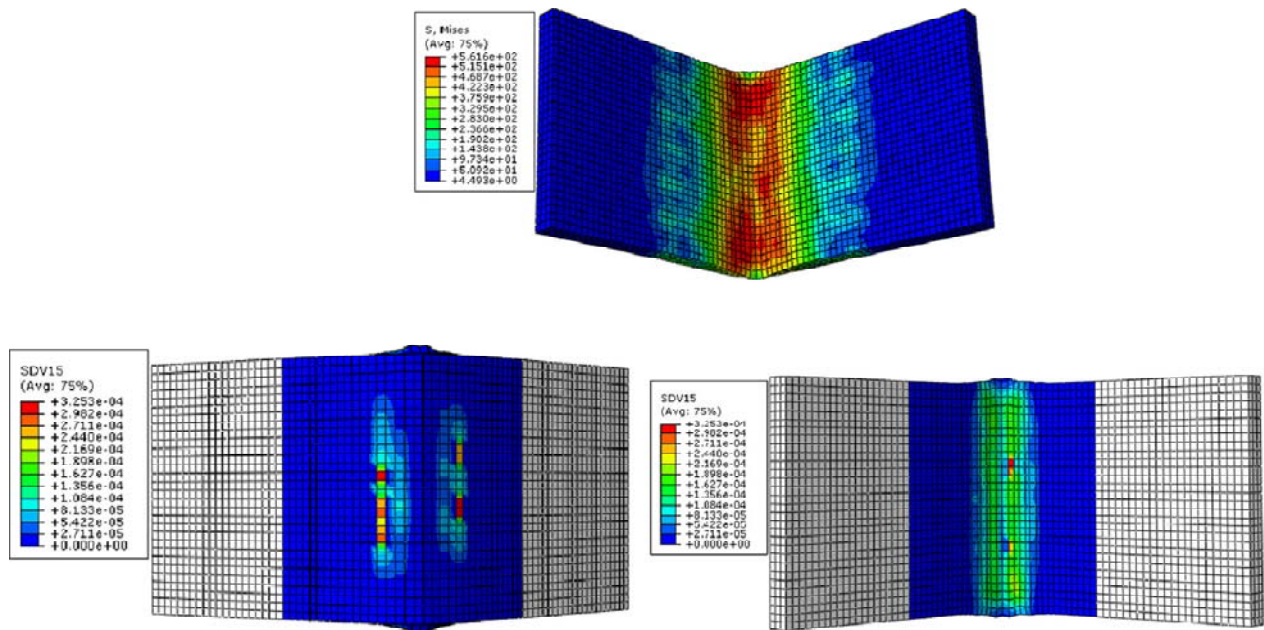 S, Mises
(Avg: 75%)
+5.616e+02
+5.151e+02
+4.687e+02
+4.223e+02
+3.759e+02
+3.295e+02
+2.830e+02
+2.366e+02
+1.902e+02
+1.438e+02
+9.734e+01
+5.092e+01
+4.493e+00
SDV15
(Avg: 75%)
+3.253e-04
+2.982e-04
+2.711e-04
+2.440e-04
+2.169e-04
+1.898e-04
+1.627e-04
+1.356e-04
+1.084e-04
+8.133e-05
+5.422e-05
+2.711e-05
+0.000e+00
SDV15
(Avg: 75%)
+3.253e-04
+2.982e-04
+2.711e-04
+2.440e-04
+2.169e-04
+1.898e-04
+1.627e-04
+1.356e-04
+1.084e-04
+8.133e-05
+5.422e-05
+2.711e-05
+0.000e+00